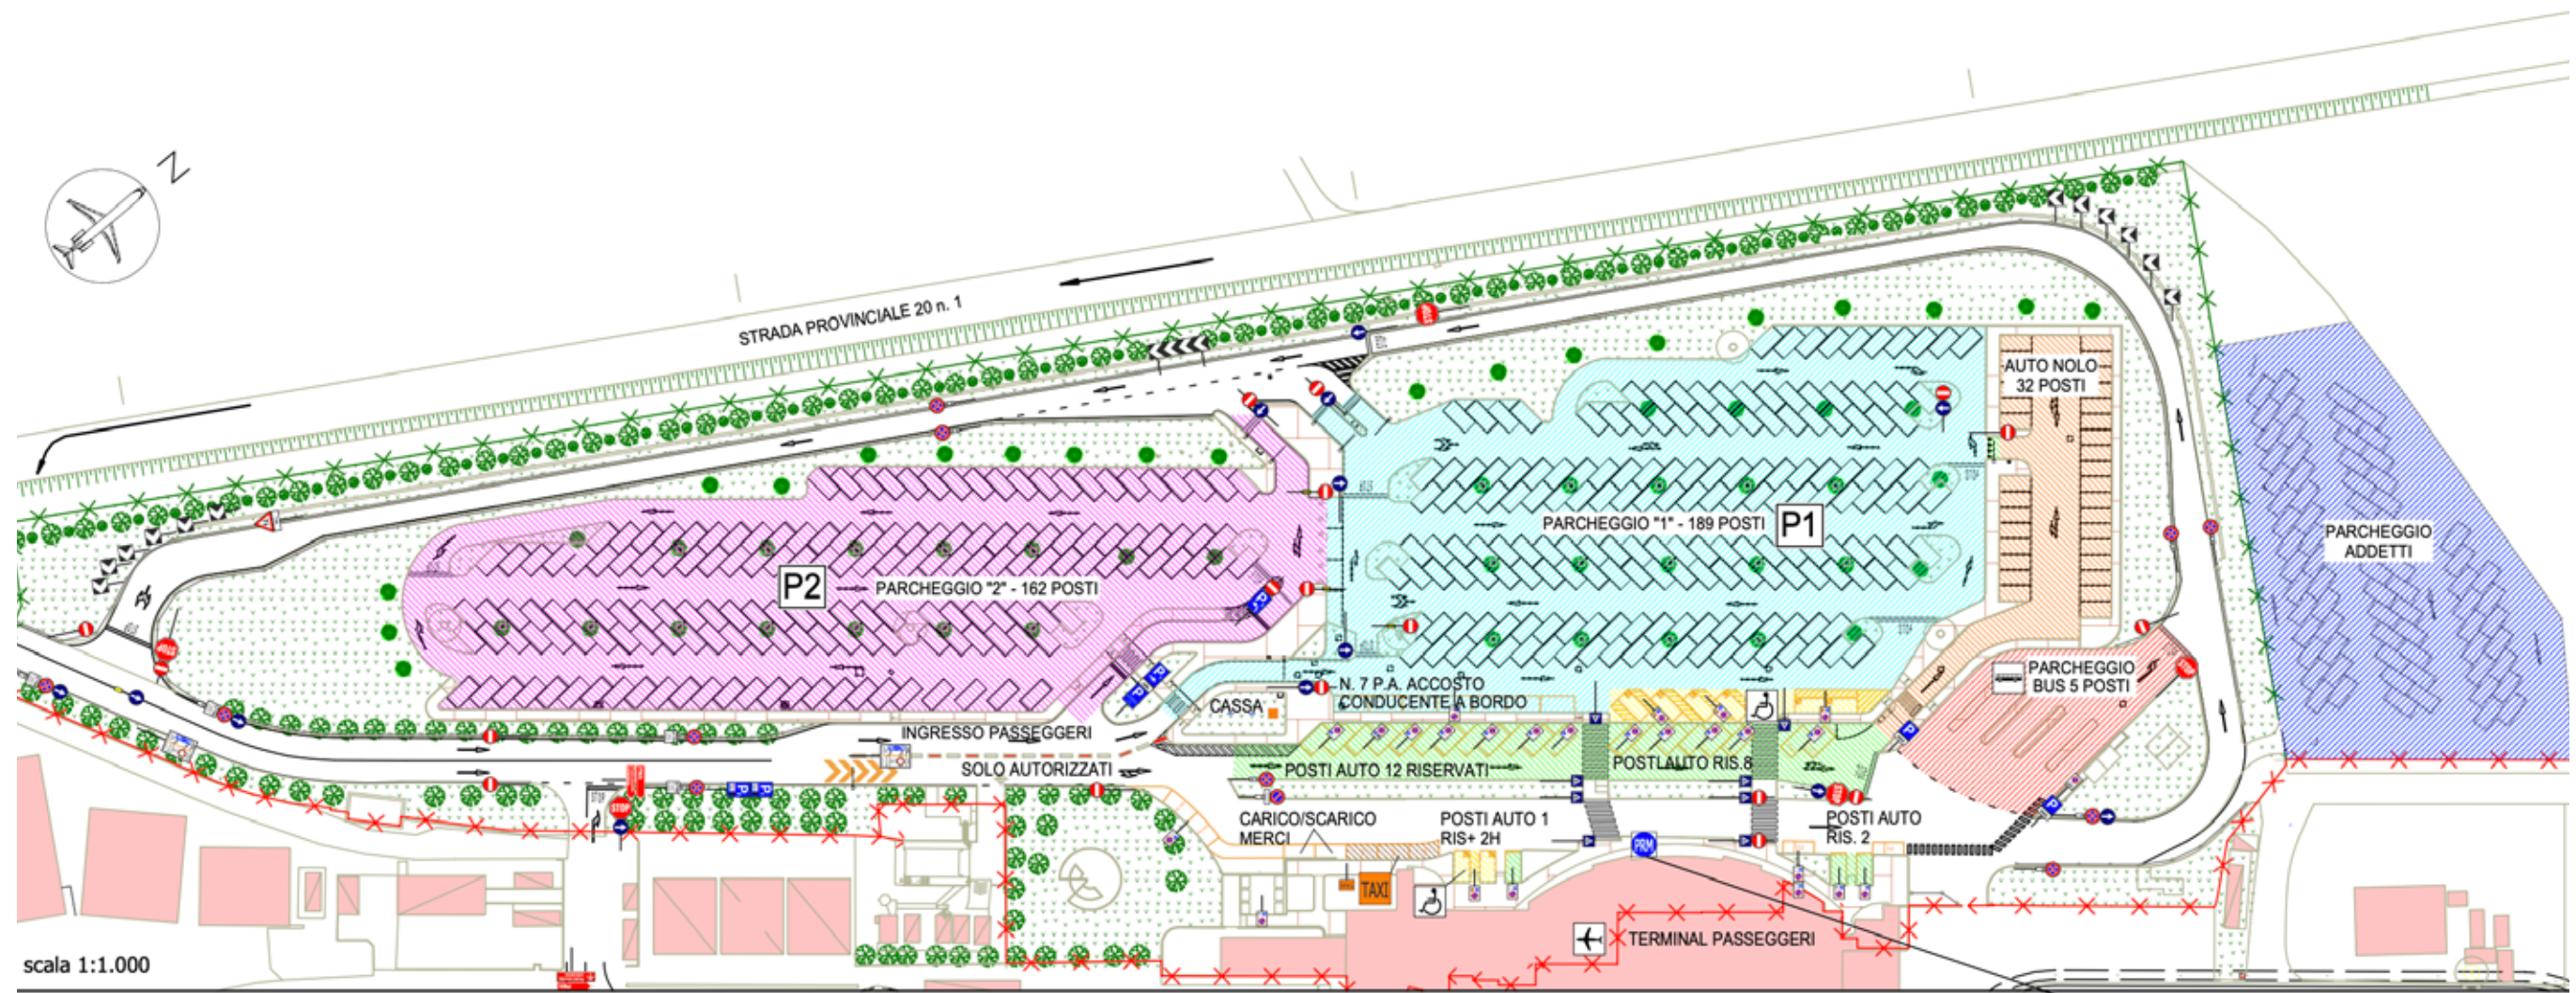 N
STRADA PROVINCIALE 20 n. 1
AUTO NOLO
32 POSTI
PARCHEGGIO "1" - 189 POSTI
P1
PARCHEGGIO
ADDETTI
P2
PARCHEGGIO "2" - 162 POSTI
PARCHEGGIO
BUS 5 POSTI
N. 7 P.A. ACCOSTO
CONDUCENTE A BORDO
CASSA
INGRESSO PASSEGGERI
SOLO AUTORIZZATI
POSTI AUTO 12 RISERVATI
POSTI AUTO RIS.8
CARICO/SCARICO
MERCI
POSTI AUTO 1
RIS+ 2H
POSTI AUTO
RIS. 2
STOP
PRM
TAXI
TERMINAL PASSEGGERI
scala 1:1.000